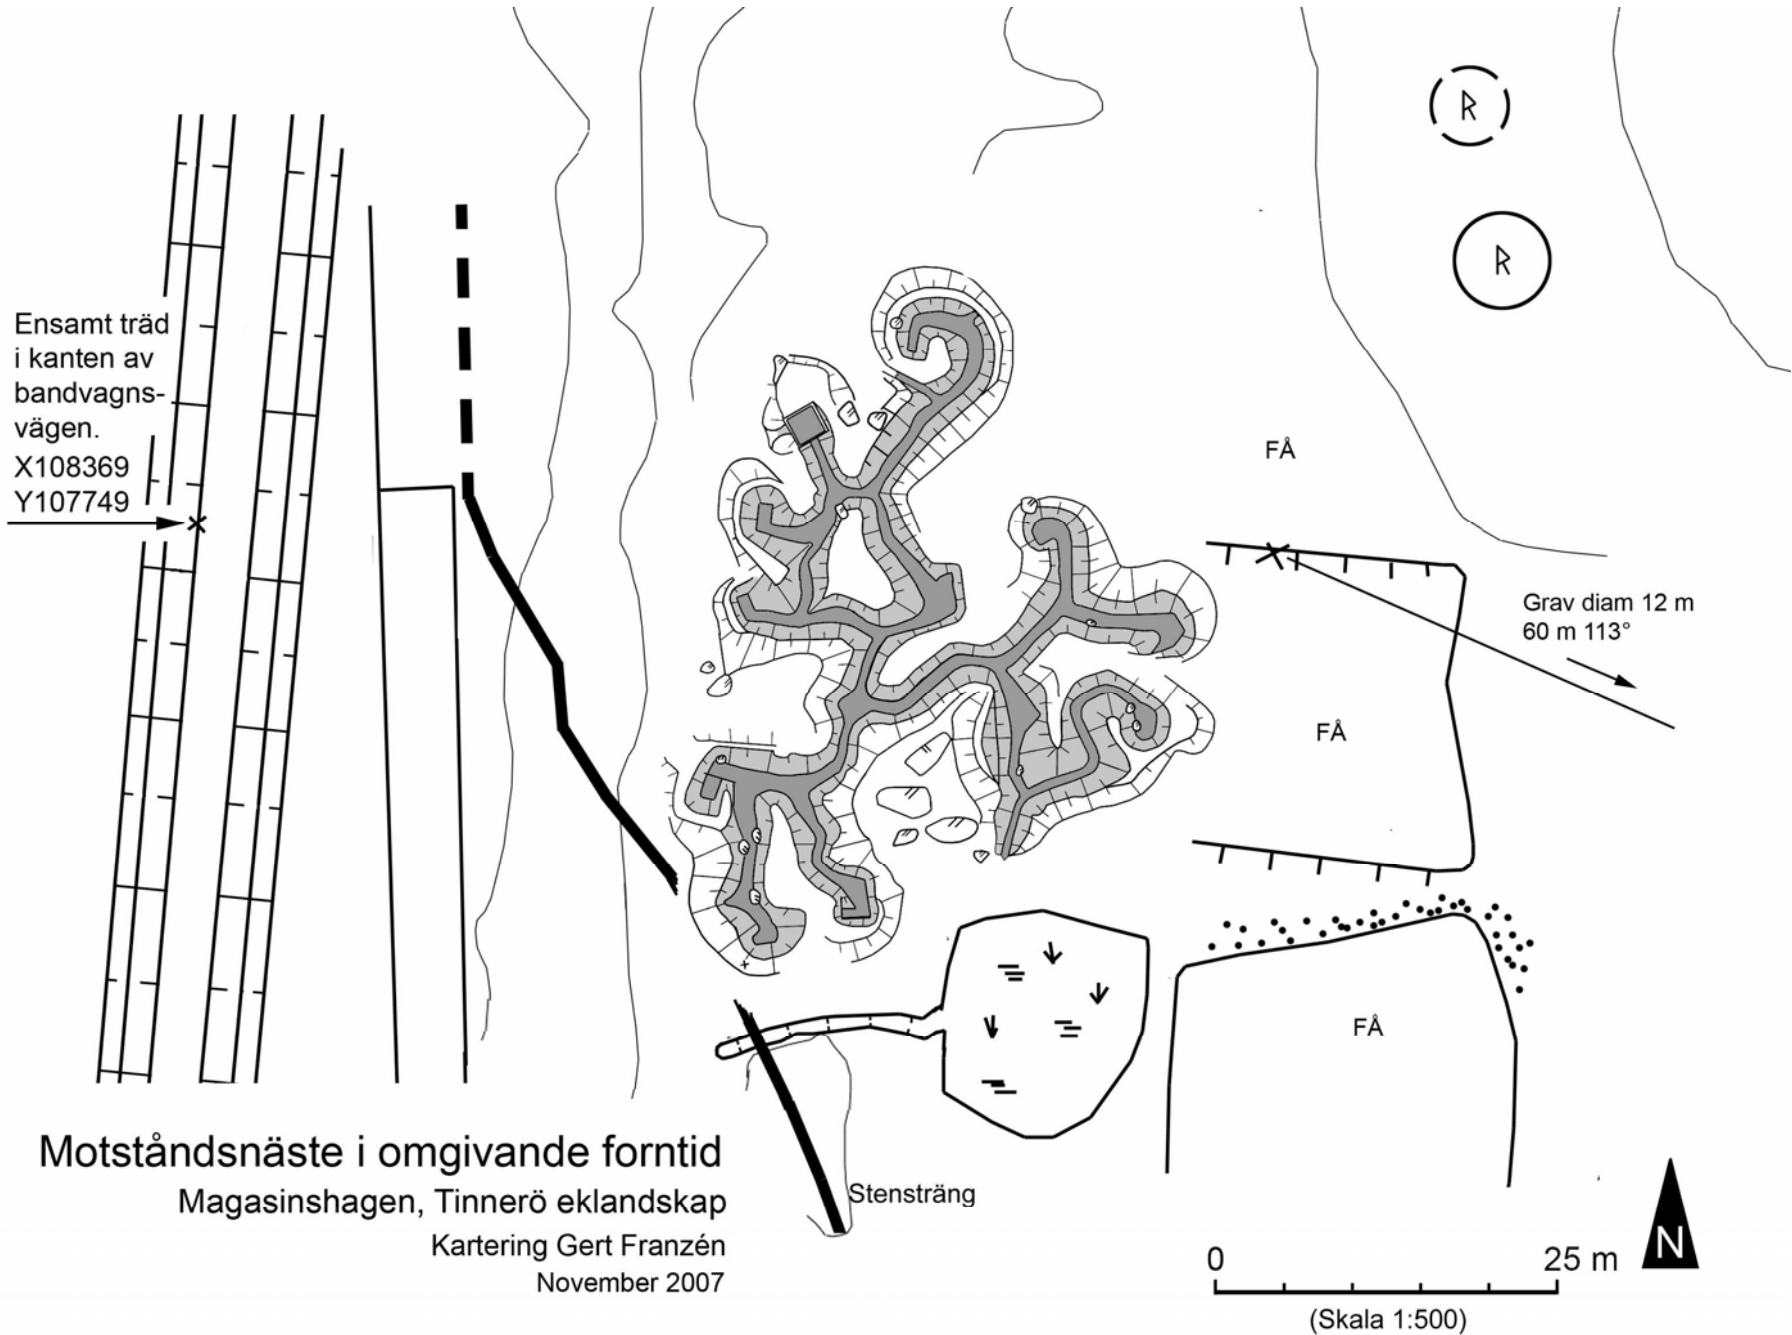 ᚱ
ᚱ
Ensamt träd
i kanten av
bandvagns-
vägen.
X108369
Y107749
FÅ
Grav diam 12 m
60 m 113°
FÅ
FÅ
Motståndsnäste i omgivande forntid
Magasinshagen, Tinnerö eklandskap
Kartering Gert Franzén
November 2007
Stensträng
N
0 25 m
(Skala 1:500)